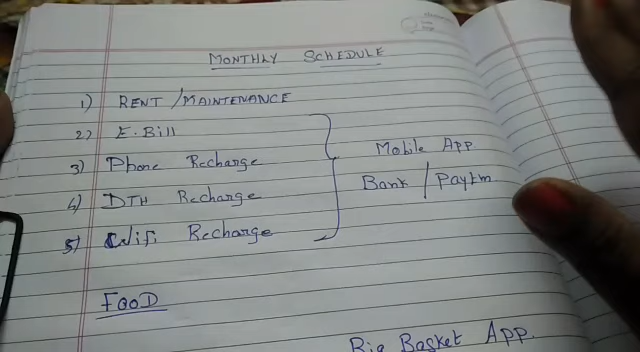 MONTHLY SCHEDULE
1) RENT / MAINTENANCE
2) E. Bill
3) Phone Recharge
4) DTH Recharge
5) Wifi Recharge
Mobile App
Bank / Paytm
FOOD
Big Basket App.